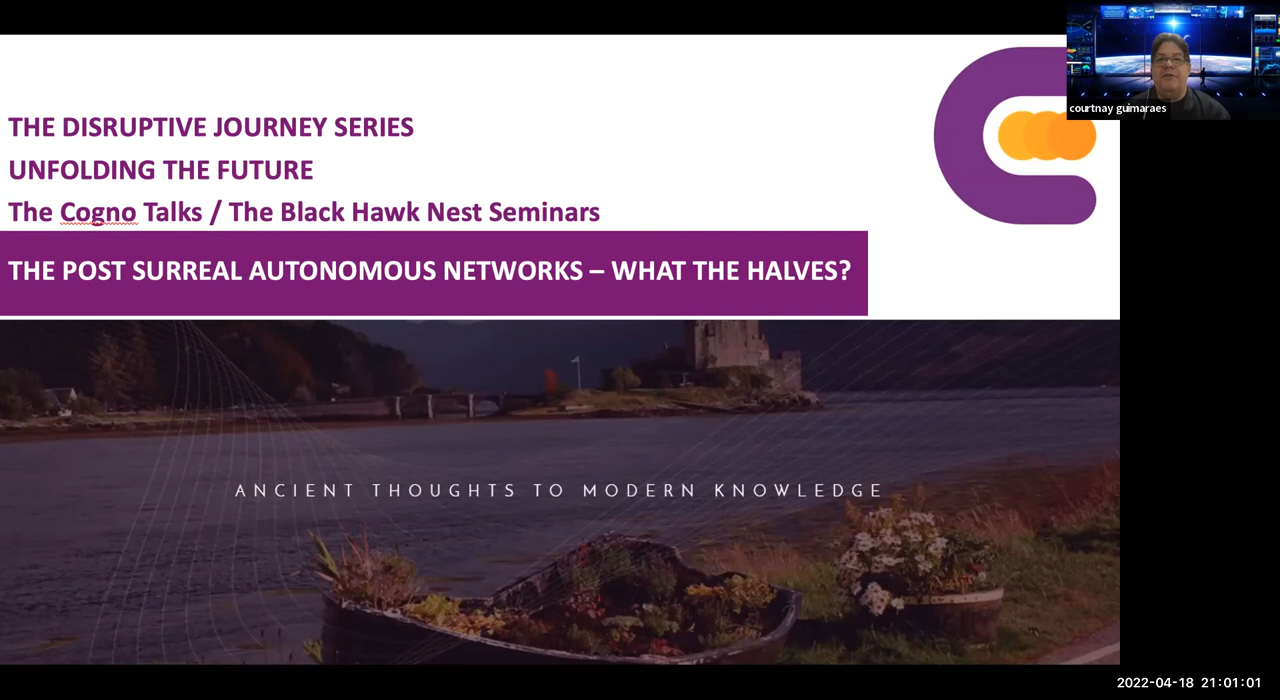 THE DISRUPTIVE JOURNEY SERIES
UNFOLDING THE FUTURE
The Cogno Talks / The Black Hawk Nest Seminars
THE POST SURREAL AUTONOMOUS NETWORKS – WHAT THE HALVES?
ANCIENT THOUGHTS TO MODERN KNOWLEDGE
courtnay guimaraes
2022-04-18 21:01:01